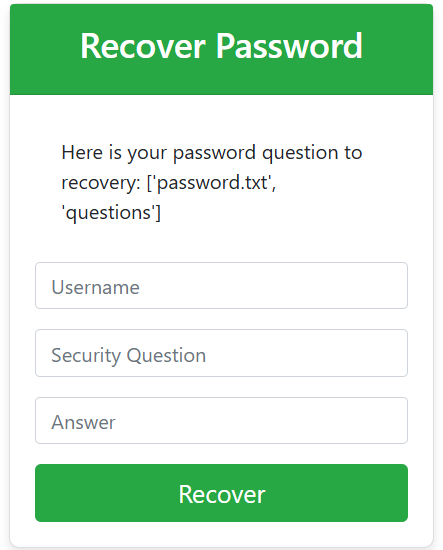 Recover Password
Here is your password question to
recovery: ['password.txt',
'questions']
Username
Security Question
Answer
Recover